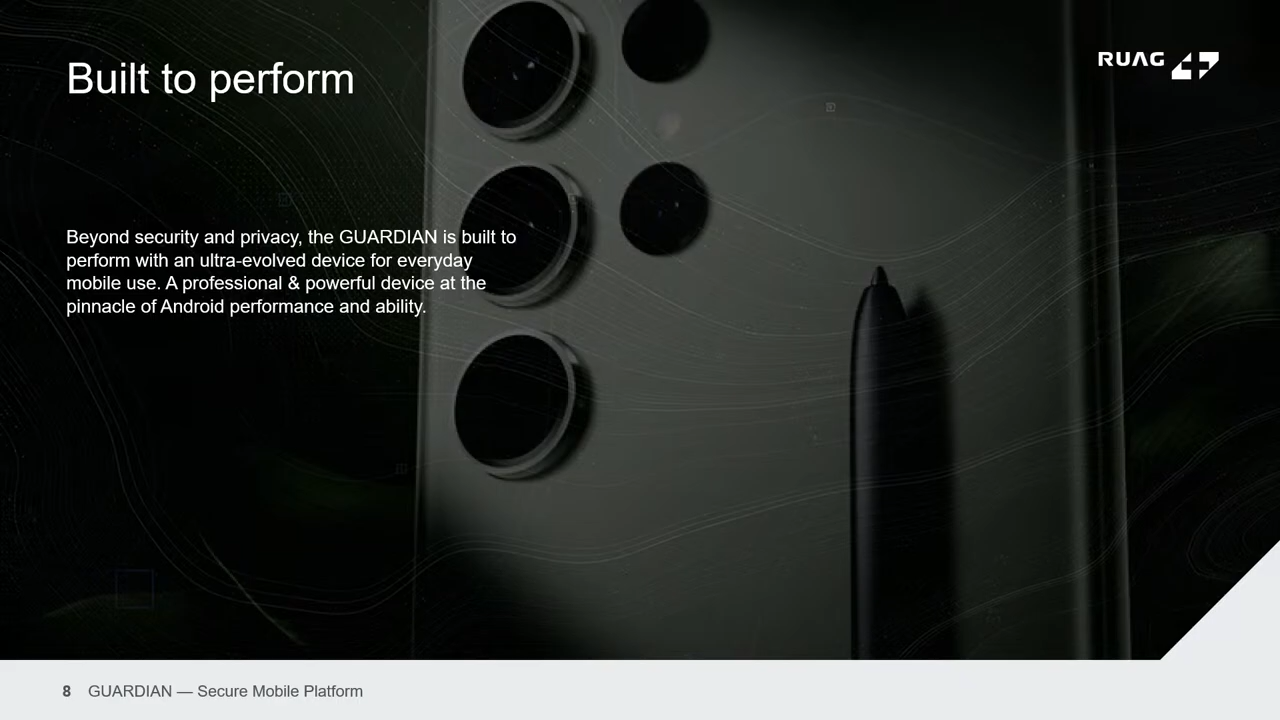 Built to perform
RUAG
Beyond security and privacy, the GUARDIAN is built to
perform with an ultra-evolved device for everyday
mobile use. A professional & powerful device at the
pinnacle of Android performance and ability.
8 GUARDIAN — Secure Mobile Platform